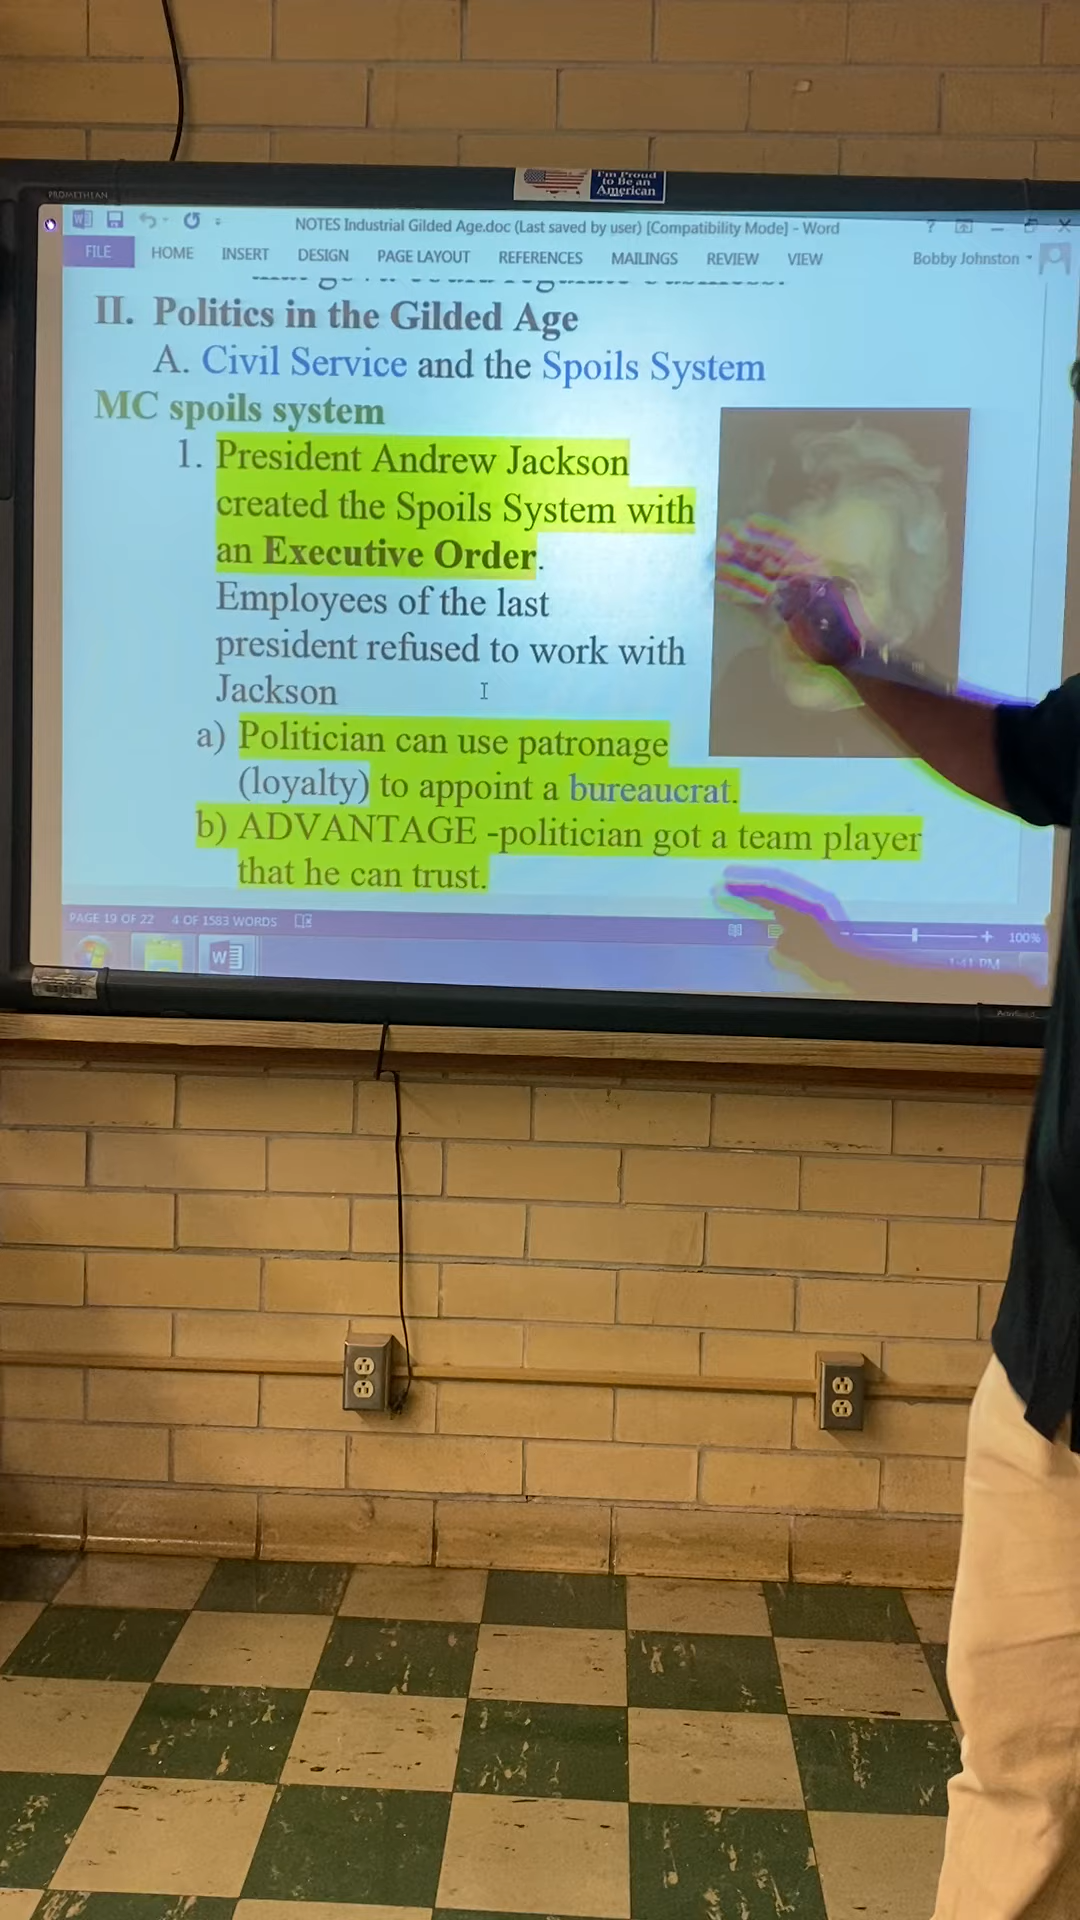 I'm Proud
to Be an
American
PROMETHEAN
NOTES Industrial Gilded Age.doc (Last saved by user) [Compatibility Mode] - Word
FILE HOME INSERT DESIGN PAGE LAYOUT REFERENCES MAILINGS REVIEW VIEW Bobby Johnston
II. Politics in the Gilded Age
A. Civil Service and the Spoils System
MC spoils system
1. President Andrew Jackson
created the Spoils System with
an Executive Order.
Employees of the last
president refused to work with
Jackson
a) Politician can use patronage
(loyalty) to appoint a bureaucrat.
b) ADVANTAGE -politician got a team player
that he can trust.
PAGE 19 OF 22 4 OF 1583 WORDS 100%
1:41 PM